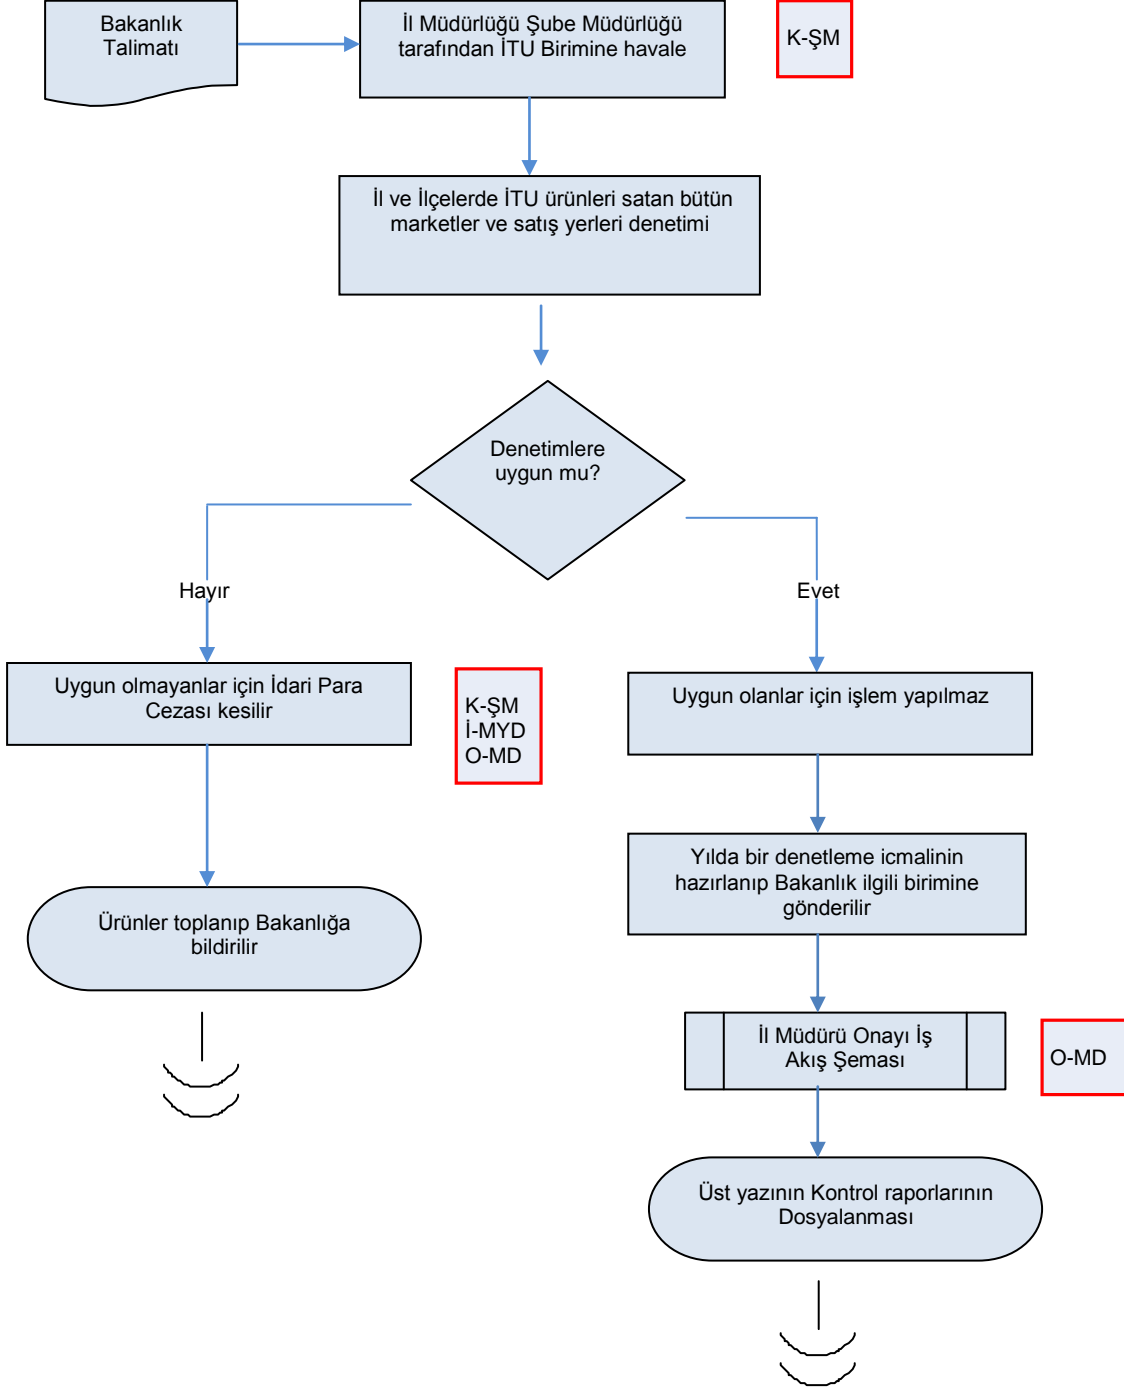 Bakanlık
Talimatı
İl Müdürlüğü Şube Müdürlüğü
tarafından İTU Birimine havale
K-ŞM
İl ve İlçelerde İTU ürünleri satan bütün
marketler ve satış yerleri denetimi
Denetimlere
uygun mu?
Hayır
Evet
Uygun olmayanlar için İdari Para
Cezası kesilir
K-ŞM
İ-MYD
O-MD
Uygun olanlar için işlem yapılmaz
Yılda bir denetleme icmalinin
hazırlanıp Bakanlık ilgili birimine
gönderilir
Ürünler toplanıp Bakanlığa
bildirilir
İl Müdürü Onayı İş
Akış Şeması
O-MD
Üst yazının Kontrol raporlarının
Dosyalanması